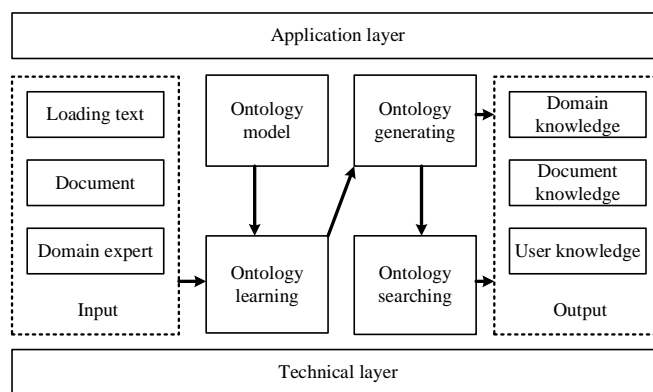 Application layer
Loading text
Document
Domain expert
Input
Ontology
model
Ontology
learning
Ontology
generating
Ontology
searching
Domain
knowledge
Document
knowledge
User knowledge
Output
Technical layer